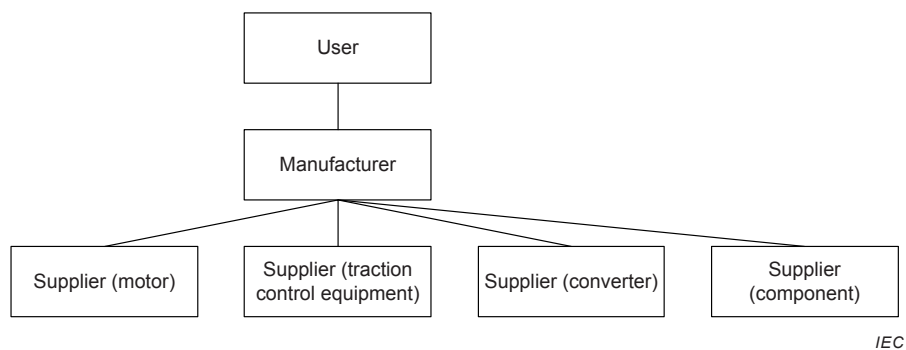 User
Manufacturer
Supplier (motor)
Supplier (traction
control equipment)
Supplier (converter)
Supplier
(component)
IEC